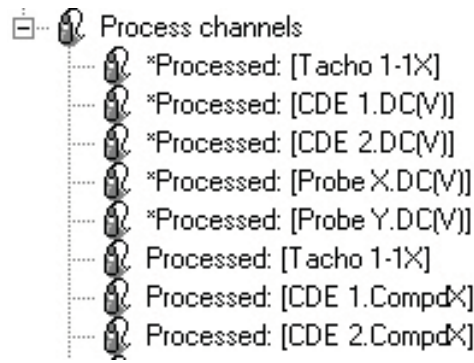 Process channels
*Processed: [Tacho 1-1X]
*Processed: [CDE 1.DC(V)]
*Processed: [CDE 2.DC(V)]
*Processed: [Probe X.DC(V)]
*Processed: [Probe Y.DC(V)]
Processed: [Tacho 1-1X]
Processed: [CDE 1.CompdX]
Processed: [CDE 2.CompdX]